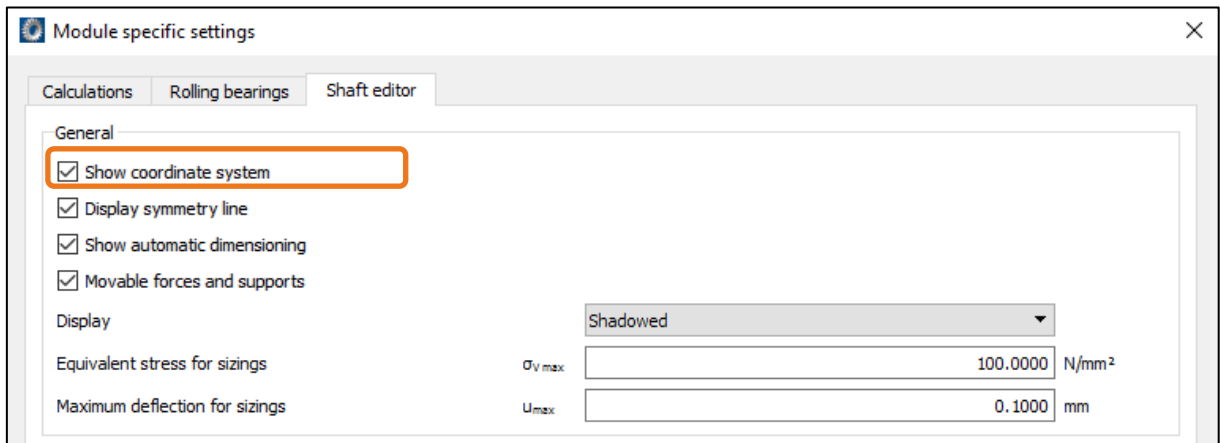 Module specific settings
Calculations Rolling bearings Shaft editor
General
Show coordinate system
Display symmetry line
Show automatic dimensioning
Movable forces and supports
Display Shadowed
Equivalent stress for sizings σV max 100.0000 N/mm²
Maximum deflection for sizings umax 0.1000 mm